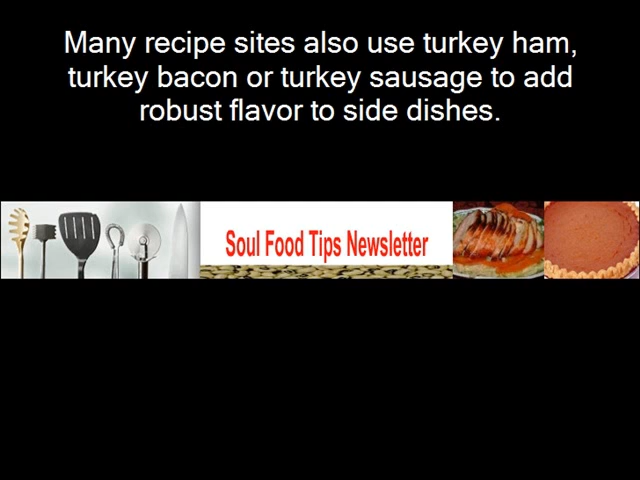 Many recipe sites also use turkey ham,
turkey bacon or turkey sausage to add
robust flavor to side dishes.
Soul Food Tips Newsletter